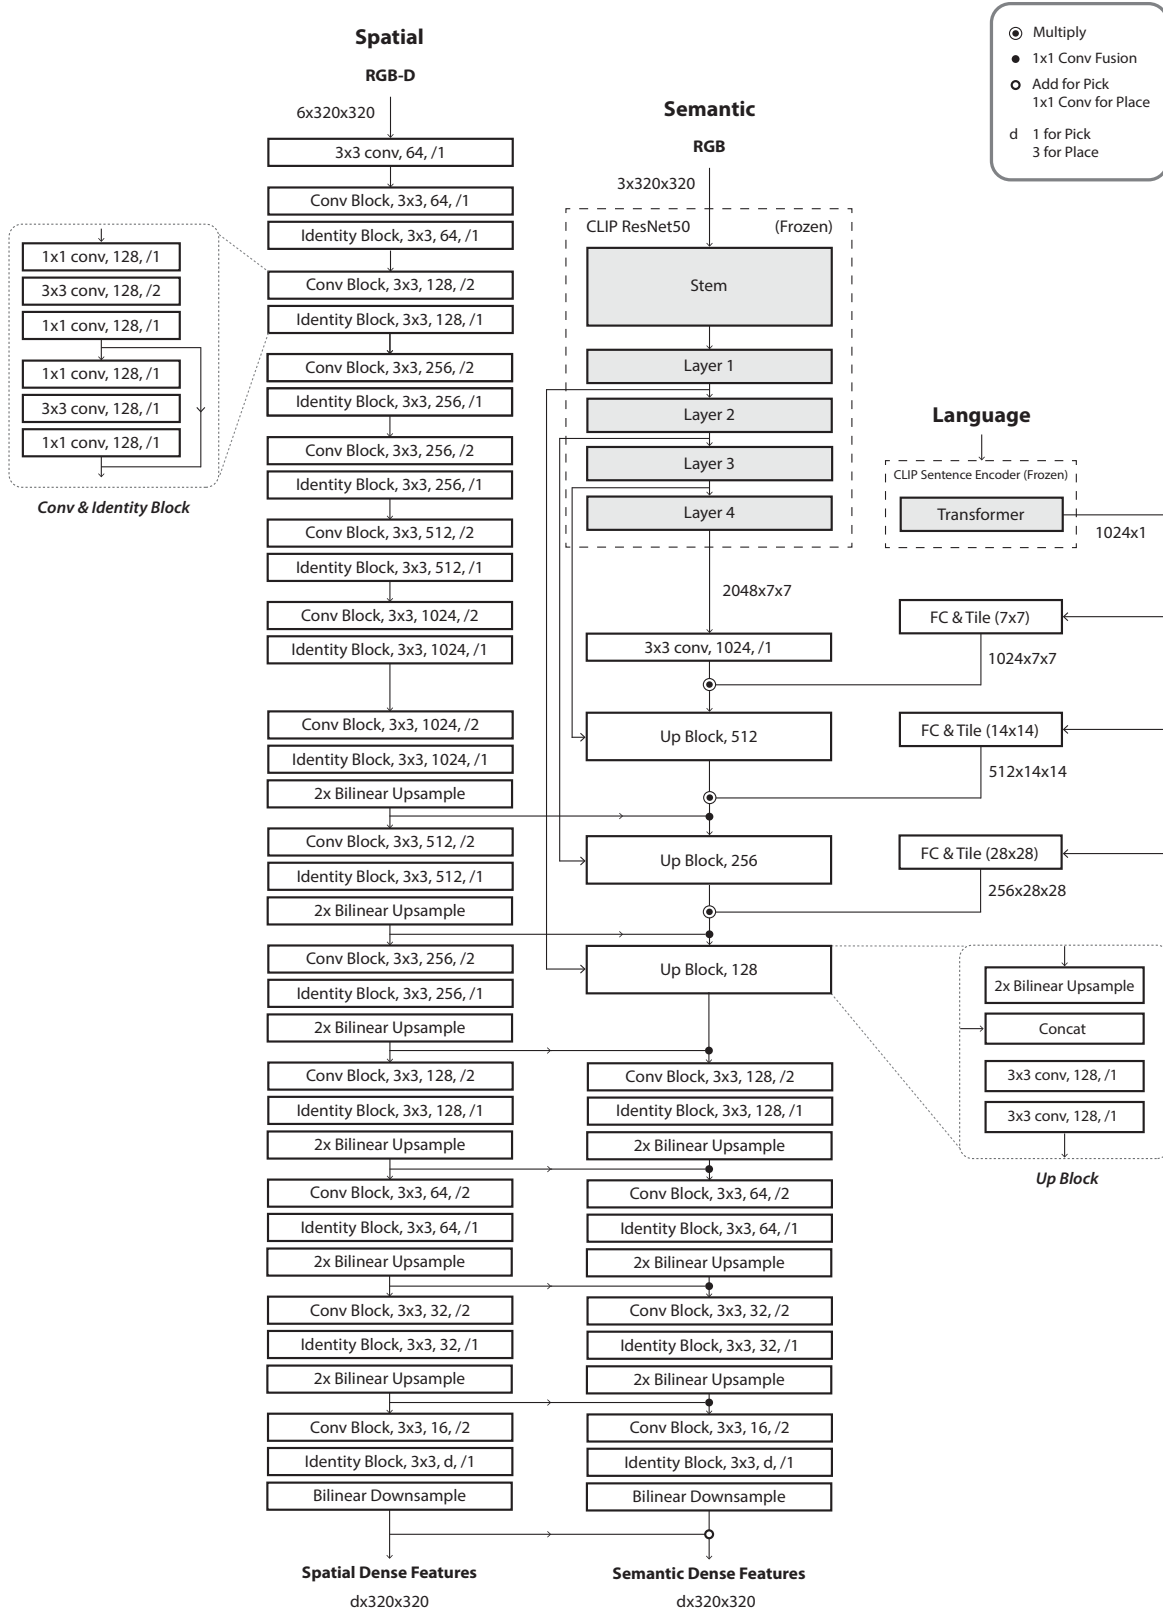 Multiply
1x1 Conv Fusion
Add for Pick
1x1 Conv for Place
d 1 for Pick
3 for Place
Spatial
RGB-D
6x320x320
3x3 conv, 64, /1
Conv Block, 3x3, 64, /1
Identity Block, 3x3, 64, /1
Conv Block, 3x3, 128, /2
Identity Block, 3x3, 128, /1
Conv Block, 3x3, 256, /2
Identity Block, 3x3, 256, /1
Conv Block, 3x3, 256, /2
Identity Block, 3x3, 256, /1
Conv Block, 3x3, 512, /2
Identity Block, 3x3, 512, /1
Conv Block, 3x3, 1024, /2
Identity Block, 3x3, 1024, /1
Conv Block, 3x3, 1024, /2
Identity Block, 3x3, 1024, /1
2x Bilinear Upsample
Conv Block, 3x3, 512, /2
Identity Block, 3x3, 512, /1
2x Bilinear Upsample
Conv Block, 3x3, 256, /2
Identity Block, 3x3, 256, /1
2x Bilinear Upsample
Conv Block, 3x3, 128, /2
Identity Block, 3x3, 128, /1
2x Bilinear Upsample
Conv Block, 3x3, 64, /2
Identity Block, 3x3, 64, /1
2x Bilinear Upsample
Conv Block, 3x3, 32, /2
Identity Block, 3x3, 32, /1
2x Bilinear Upsample
Conv Block, 3x3, 16, /2
Identity Block, 3x3, d, /1
Bilinear Downsample
Spatial Dense Features
dx320x320
1x1 conv, 128, /1
3x3 conv, 128, /2
1x1 conv, 128, /1
1x1 conv, 128, /1
3x3 conv, 128, /1
1x1 conv, 128, /1
Conv & Identity Block
Semantic
RGB
3x320x320
CLIP ResNet50 (Frozen)
Stem
Layer 1
Layer 2
Layer 3
Layer 4
2048x7x7
3x3 conv, 1024, /1
Up Block, 512
Up Block, 256
Up Block, 128
Conv Block, 3x3, 128, /2
Identity Block, 3x3, 128, /1
2x Bilinear Upsample
Conv Block, 3x3, 64, /2
Identity Block, 3x3, 64, /1
2x Bilinear Upsample
Conv Block, 3x3, 32, /2
Identity Block, 3x3, 32, /1
2x Bilinear Upsample
Conv Block, 3x3, 16, /2
Identity Block, 3x3, d, /1
Bilinear Downsample
Semantic Dense Features
dx320x320
Language
CLIP Sentence Encoder (Frozen)
Transformer
1024x1
FC & Tile (7x7)
1024x7x7
FC & Tile (14x14)
512x14x14
FC & Tile (28x28)
256x28x28
2x Bilinear Upsample
Concat
3x3 conv, 128, /1
3x3 conv, 128, /1
Up Block